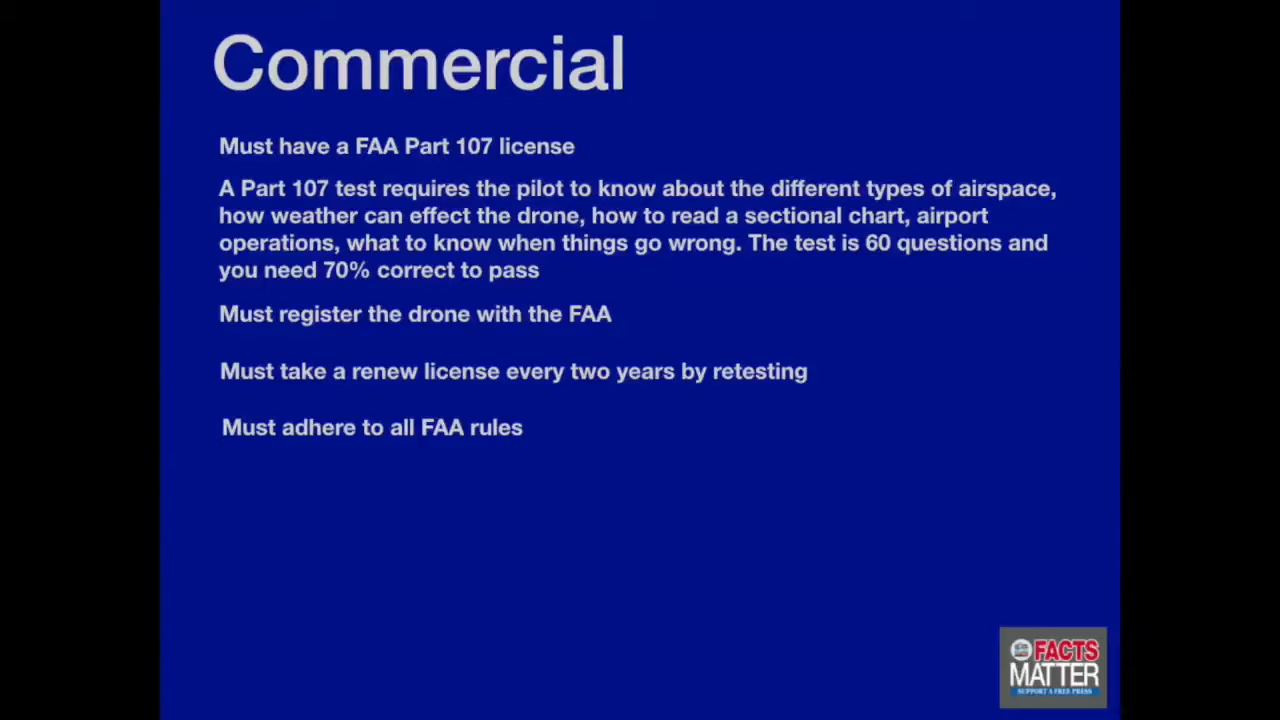 Commercial
Must have a FAA Part 107 license
A Part 107 test requires the pilot to know about the different types of airspace,
how weather can effect the drone, how to read a sectional chart, airport
operations, what to know when things go wrong. The test is 60 questions and
you need 70% correct to pass
Must register the drone with the FAA
Must take a renew license every two years by retesting
Must adhere to all FAA rules
FACTS
MATTER
SUPPORT A FREE PRESS